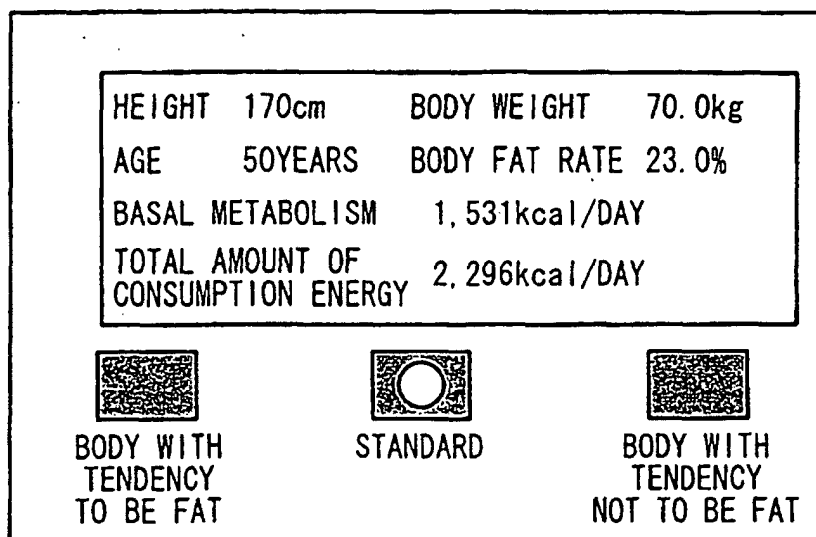 HEIGHT 170cm BODY WEIGHT 70.0kg
AGE 50YEARS BODY FAT RATE 23.0%
BASAL METABOLISM 1,531kcal/DAY
TOTAL AMOUNT OF
CONSUMPTION ENERGY 2,296kcal/DAY
BODY WITH
TENDENCY
TO BE FAT
STANDARD
BODY WITH
TENDENCY
NOT TO BE FAT